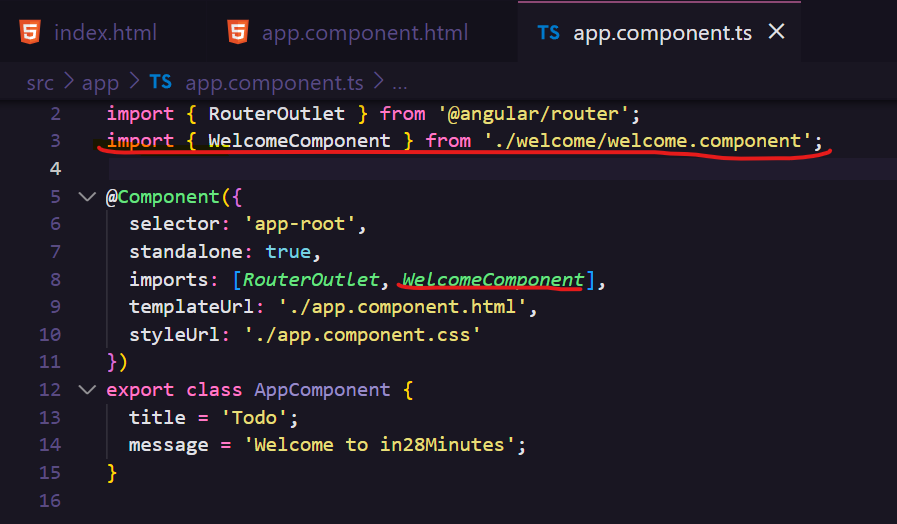 index.html app.component.html TS app.component.ts ×
src > app > TS app.component.ts > ...
2 import { RouterOutlet } from '@angular/router';
3 import { WelcomeComponent } from './welcome/welcome.component';
4
5 @Component({
6 selector: 'app-root',
7 standalone: true,
8 imports: [RouterOutlet, WelcomeComponent],
9 templateUrl: './app.component.html',
10 styleUrl: './app.component.css'
11 })
12 export class AppComponent {
13 title = 'Todo';
14 message = 'Welcome to in28Minutes';
15 }
16